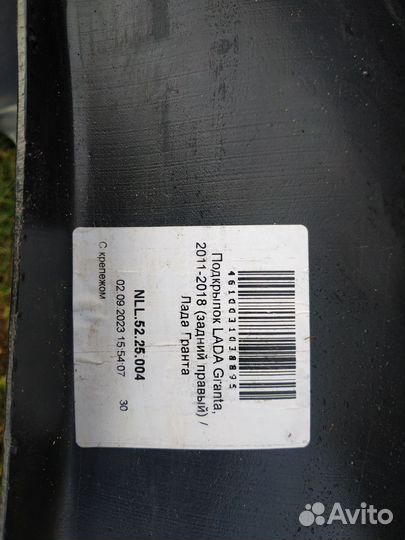 4610031038895
Подкрылок LADA Granta,
2011-2018 (задний правый) /
Лада Гранта
NLL.52.25.004
02.09.2023 15:54:07 30
С крепежом
Avito